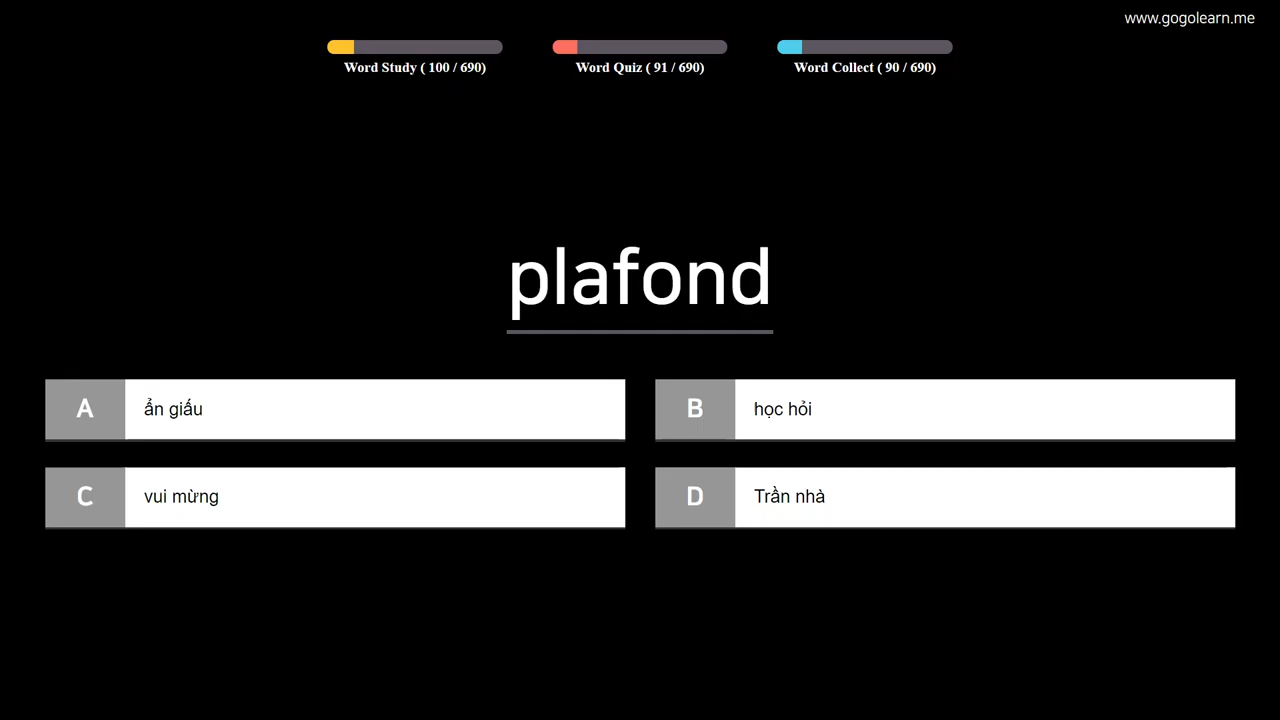 www.gogolearn.me
Word Study ( 100 / 690)
Word Quiz ( 91 / 690)
Word Collect ( 90 / 690)
plafond
A ẩn giấu
B học hỏi
C vui mừng
D Trần nhà